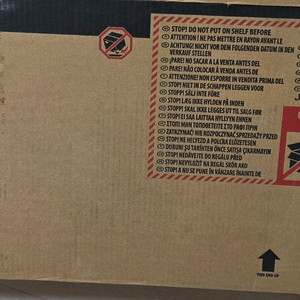 STOP! DO NOT PUT ON SHELF BEFORE
ATTENTION! NE PAS METTRE EN RAYON AVANT LE
ACHTUNG! NICHT VOR DEM FOLGENDEN DATUM IN DEN
VERKAUF STELLEN
¡PARE! NO SACAR A LA VENTA ANTES DEL
PARE! NÃO COLOCAR À VENDA ANTES DE
ATTENZIONE! NON ESPORRE IN VENDITA PRIMA DEL
STOP! NIET IN DE SCHAPPEN LEGGEN VOOR
STOPP! SÄLJ INTE FÖRE
STOP! LÆG IKKE HYLDEN PÅ INDEN
STOPP! SKAL IKKE LEGGES UT TIL SALG FØR
STOP! EI SAA LAITTAA HYLLYYN ENNEN
ΣΤΟΠ! ΜΗΝ ΤΟΠΟΘΕΤΕΙΤΕ ΣΤΟ ΡΑΦΙ ΠΡΙΝ
ZATRZYMAĆ! NIE ROZPOCZYNAĆ SPRZEDAŻY PRZED
STOP! NE HELYEZD A POLCRA ELŐZETESEN
DURUN! ŞU TARİHTEN ÖNCE SATIŞA ÇIKARMAYIN
STOP! NEDÁVEJTE DO REGÁLU PŘED
STOP! NEVYLOŽIŤ NA REGÁL SKÔR AKO
STOP! A NU SE PUNE ÎN VÂNZARE ÎNAINTE DE
THIS END UP